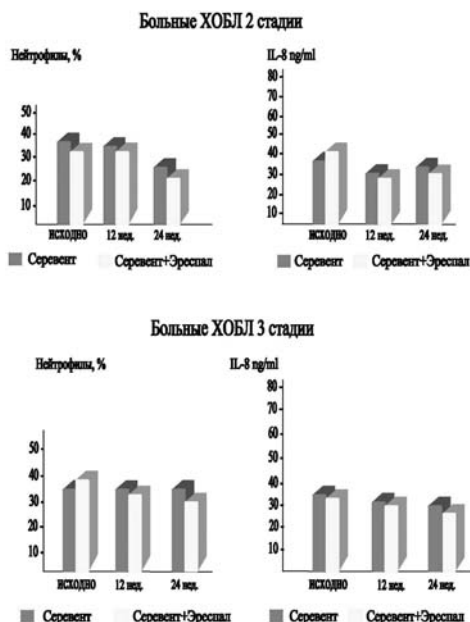 Больные ХОБЛ 2 стадии
Нейтрофилы, %
50
40
30
20
10
исходно 12 нед. 24 нед.
Серевент Серевент+Эреспал
IL-8 ng/ml
80
70
60
50
40
30
20
10
исходно 12 нед. 24 нед.
Серевент Серевент+Эреспал
Больные ХОБЛ 3 стадии
Нейтрофилы, %
50
40
30
20
10
исходно 12 нед. 24 нед.
Серевент Серевент+Эреспал
IL-8 ng/ml
80
70
60
50
40
30
20
10
исходно 12 нед. 24 нед.
Серевент Серевент+Эреспал